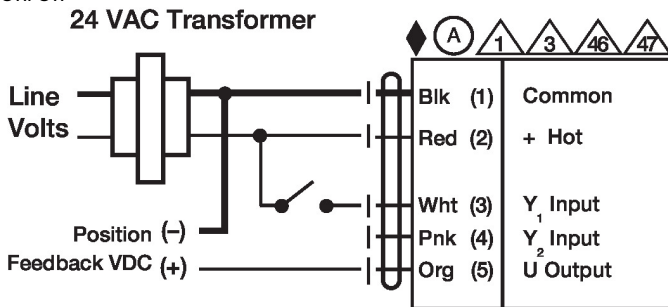 24 VAC Transformer
A 1 3 46 47
Line Volts
Blk (1) Common
Red (2) + Hot
Wht (3) Y1 Input
Pnk (4) Y2 Input
Org (5) U Output
Position (–)
Feedback VDC (+)